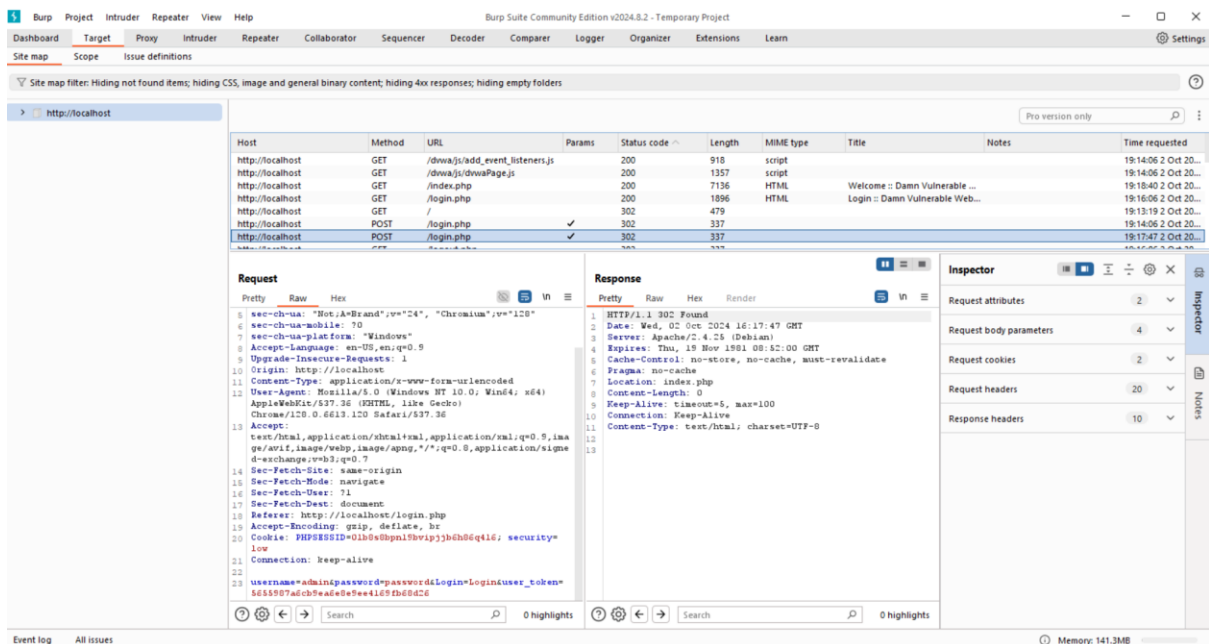 Burp Project Intruder Repeater View Help Burp Suite Community Edition v2024.8.2 - Temporary Project
Dashboard Target Proxy Intruder Repeater Collaborator Sequencer Decoder Comparer Logger Organizer Extensions Learn Settings
Site map Scope Issue definitions
Site map filter: Hiding not found items; hiding CSS, image and general binary content; hiding 4xx responses; hiding empty folders
http://localhost
Pro version only
Host Method URL Params Status code Length MIME type Title Notes Time requested
http://localhost GET /dvwa/js/add_event_listeners.js 200 918 script 19:14:06 2 Oct 20...
http://localhost GET /dvwa/js/dvwaPage.js 200 1357 script 19:14:06 2 Oct 20...
http://localhost GET /index.php 200 7136 HTML Welcome :: Damn Vulnerable ... 19:18:40 2 Oct 20...
http://localhost GET /login.php 200 1896 HTML Login :: Damn Vulnerable Web... 19:16:06 2 Oct 20...
http://localhost GET / 302 479 19:13:19 2 Oct 20...
http://localhost POST /login.php ✓ 302 337 19:14:06 2 Oct 20...
http://localhost POST /login.php ✓ 302 337 19:17:47 2 Oct 20...
Request
Pretty Raw Hex \n
5 sec-ch-ua: "Not;A=Brand";v="24", "Chromium";v="128"
6 sec-ch-ua-mobile: ?0
7 sec-ch-ua-platform: "Windows"
8 Accept-Language: en-US,en;q=0.9
9 Upgrade-Insecure-Requests: 1
10 Origin: http://localhost
11 Content-Type: application/x-www-form-urlencoded
12 User-Agent: Mozilla/5.0 (Windows NT 10.0; Win64; x64)
AppleWebKit/537.36 (KHTML, like Gecko)
Chrome/128.0.6613.120 Safari/537.36
13 Accept:
text/html,application/xhtml+xml,application/xml;q=0.9,ima
ge/avif,image/webp,image/apng,*/*;q=0.8,application/signe
d-exchange;v=b3;q=0.7
14 Sec-Fetch-Site: same-origin
15 Sec-Fetch-Mode: navigate
16 Sec-Fetch-User: ?1
17 Sec-Fetch-Dest: document
18 Referer: http://localhost/login.php
19 Accept-Encoding: gzip, deflate, br
20 Cookie: PHPSESSID=01b8s8bpnl9bvipjjb6h86q416; security=
low
21 Connection: keep-alive
22
23 username=admin&password=password&Login=Login&user_token=
5655987a6cb9ea6e8e9ee4169fb68d26
Search 0 highlights
Response
Pretty Raw Hex Render \n
1 HTTP/1.1 302 Found
2 Date: Wed, 02 Oct 2024 16:17:47 GMT
3 Server: Apache/2.4.25 (Debian)
4 Expires: Thu, 19 Nov 1981 08:52:00 GMT
5 Cache-Control: no-store, no-cache, must-revalidate
6 Pragma: no-cache
7 Location: index.php
8 Content-Length: 0
9 Keep-Alive: timeout=5, max=100
10 Connection: Keep-Alive
11 Content-Type: text/html; charset=UTF-8
12
13
Search 0 highlights
Inspector
Request attributes 2
Request body parameters 4
Request cookies 2
Request headers 20
Response headers 10
Inspector
Notes
Event log All issues Memory: 141.3MB